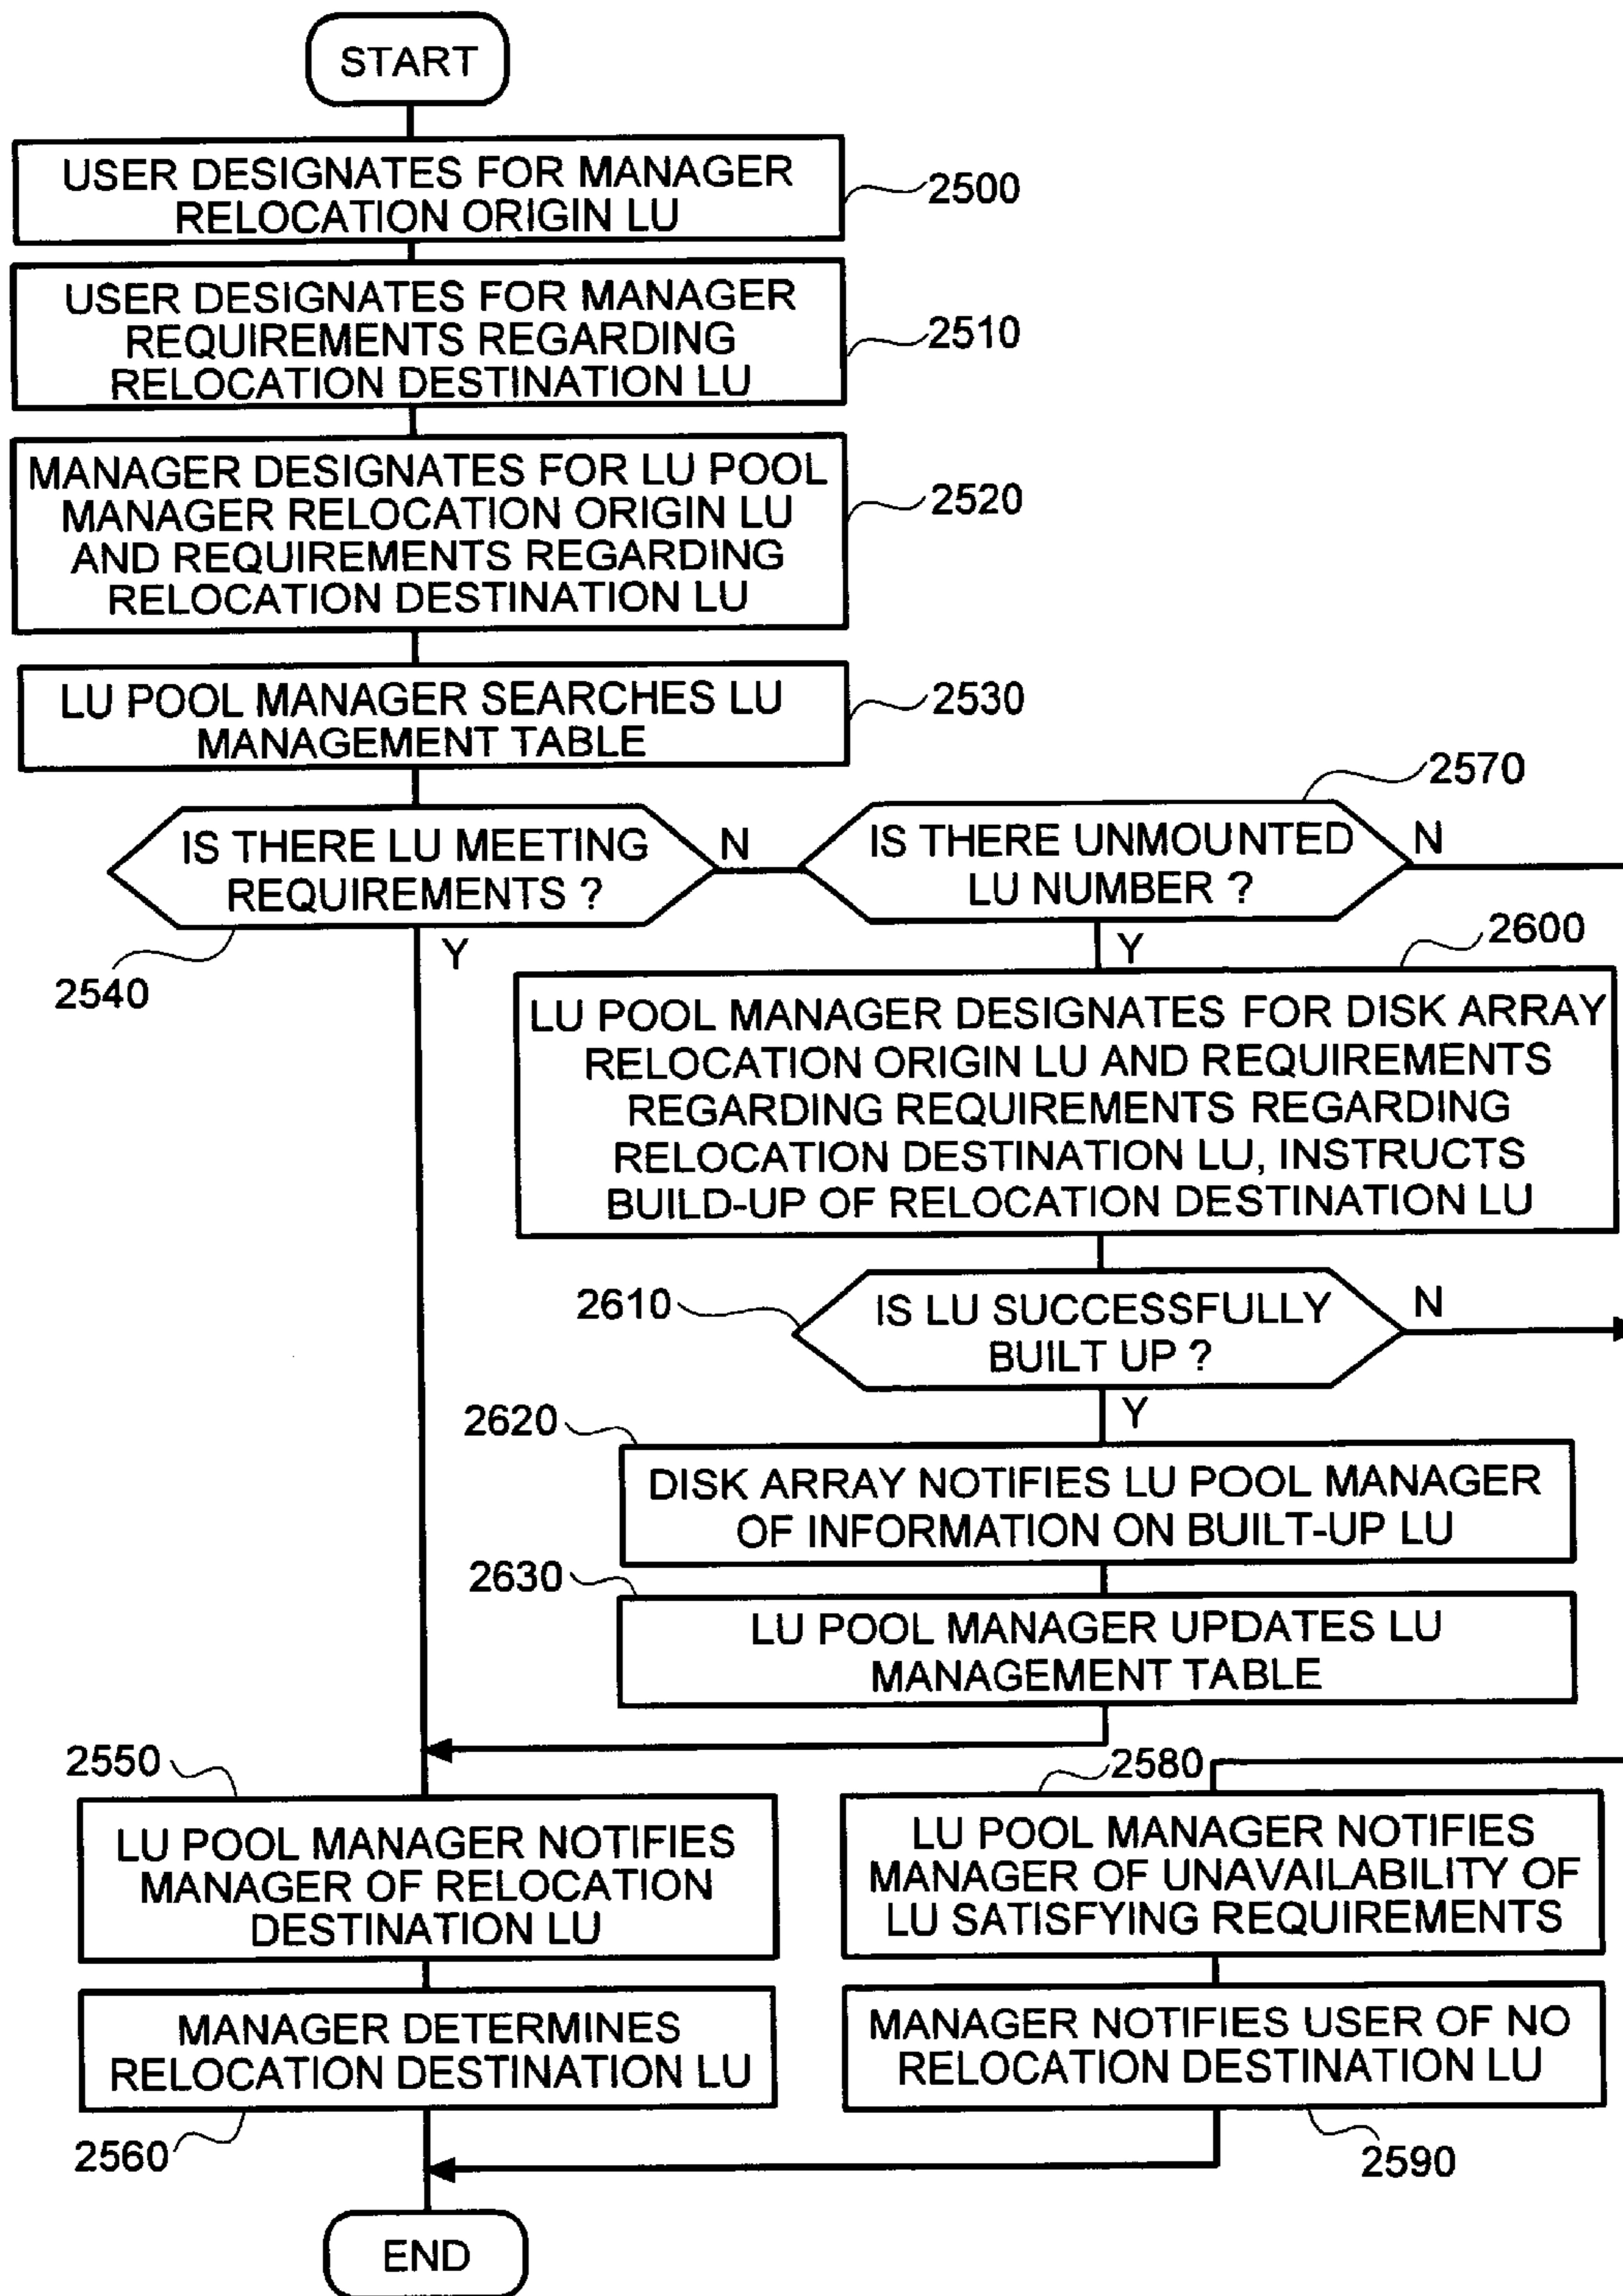 START
USER DESIGNATES FOR MANAGER
RELOCATION ORIGIN LU
2500
USER DESIGNATES FOR MANAGER
REQUIREMENTS REGARDING
RELOCATION DESTINATION LU
2510
MANAGER DESIGNATES FOR LU POOL
MANAGER RELOCATION ORIGIN LU
AND REQUIREMENTS REGARDING
RELOCATION DESTINATION LU
2520
LU POOL MANAGER SEARCHES LU
MANAGEMENT TABLE
2530
IS THERE LU MEETING
REQUIREMENTS ?
N
Y
2540
2570
IS THERE UNMOUNTED
LU NUMBER ?
N
Y
2600
LU POOL MANAGER DESIGNATES FOR DISK ARRAY
RELOCATION ORIGIN LU AND REQUIREMENTS
REGARDING REQUIREMENTS REGARDING
RELOCATION DESTINATION LU, INSTRUCTS
BUILD-UP OF RELOCATION DESTINATION LU
2610
IS LU SUCCESSFULLY
BUILT UP ?
N
Y
2620
DISK ARRAY NOTIFIES LU POOL MANAGER
OF INFORMATION ON BUILT-UP LU
2630
LU POOL MANAGER UPDATES LU
MANAGEMENT TABLE
2550
LU POOL MANAGER NOTIFIES
MANAGER OF RELOCATION
DESTINATION LU
2580
LU POOL MANAGER NOTIFIES
MANAGER OF UNAVAILABILITY OF
LU SATISFYING REQUIREMENTS
MANAGER DETERMINES
RELOCATION DESTINATION LU
2560
MANAGER NOTIFIES USER OF NO
RELOCATION DESTINATION LU
2590
END